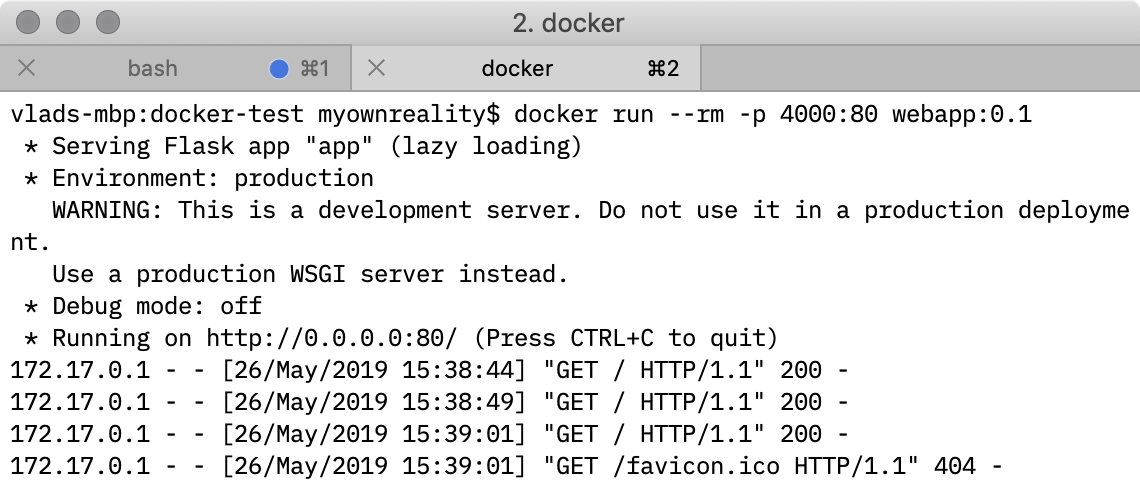 2. docker
bash ⌘1 docker ⌘2
vlads-mbp:docker-test myownreality$ docker run --rm -p 4000:80 webapp:0.1
 * Serving Flask app "app" (lazy loading)
 * Environment: production
   WARNING: This is a development server. Do not use it in a production deployme
nt.
   Use a production WSGI server instead.
 * Debug mode: off
 * Running on http://0.0.0.0:80/ (Press CTRL+C to quit)
172.17.0.1 - - [26/May/2019 15:38:44] "GET / HTTP/1.1" 200 -
172.17.0.1 - - [26/May/2019 15:38:49] "GET / HTTP/1.1" 200 -
172.17.0.1 - - [26/May/2019 15:39:01] "GET / HTTP/1.1" 200 -
172.17.0.1 - - [26/May/2019 15:39:01] "GET /favicon.ico HTTP/1.1" 404 -